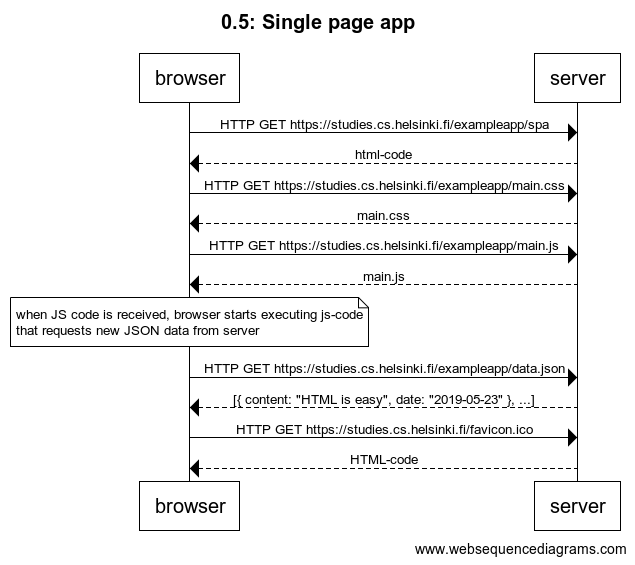 0.5: Single page app
browser
server
HTTP GET https://studies.cs.helsinki.fi/exampleapp/spa
html-code
HTTP GET https://studies.cs.helsinki.fi/exampleapp/main.css
main.css
HTTP GET https://studies.cs.helsinki.fi/exampleapp/main.js
main.js
when JS code is received, browser starts executing js-code
that requests new JSON data from server
HTTP GET https://studies.cs.helsinki.fi/exampleapp/data.json
[{ content: "HTML is easy", date: "2019-05-23" }, ...]
HTTP GET https://studies.cs.helsinki.fi/favicon.ico
HTML-code
browser
server
www.websequencediagrams.com